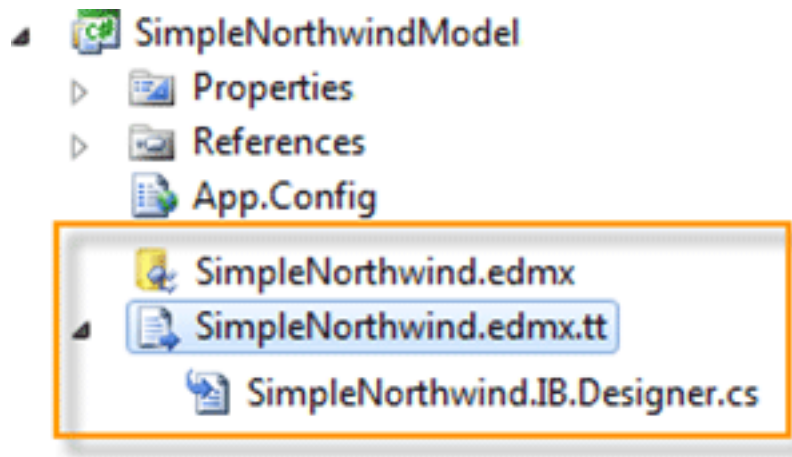 SimpleNorthwindModel
Properties
References
App.Config
SimpleNorthwind.edmx
SimpleNorthwind.edmx.tt
SimpleNorthwind.IB.Designer.cs